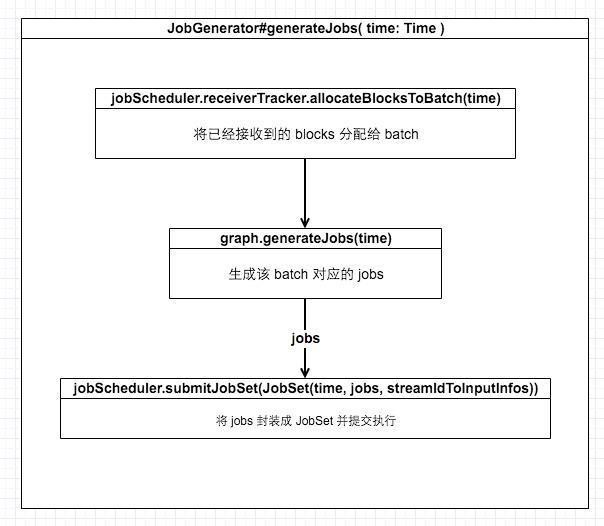 JobGenerator#generateJobs( time: Time )
jobScheduler.receiverTracker.allocateBlocksToBatch(time)
将已经接收到的 blocks 分配给 batch
graph.generateJobs(time)
生成该 batch 对应的 jobs
jobs
jobScheduler.submitJobSet(JobSet(time, jobs, streamIdToInputInfos))
将 jobs 封装成 JobSet 并提交执行